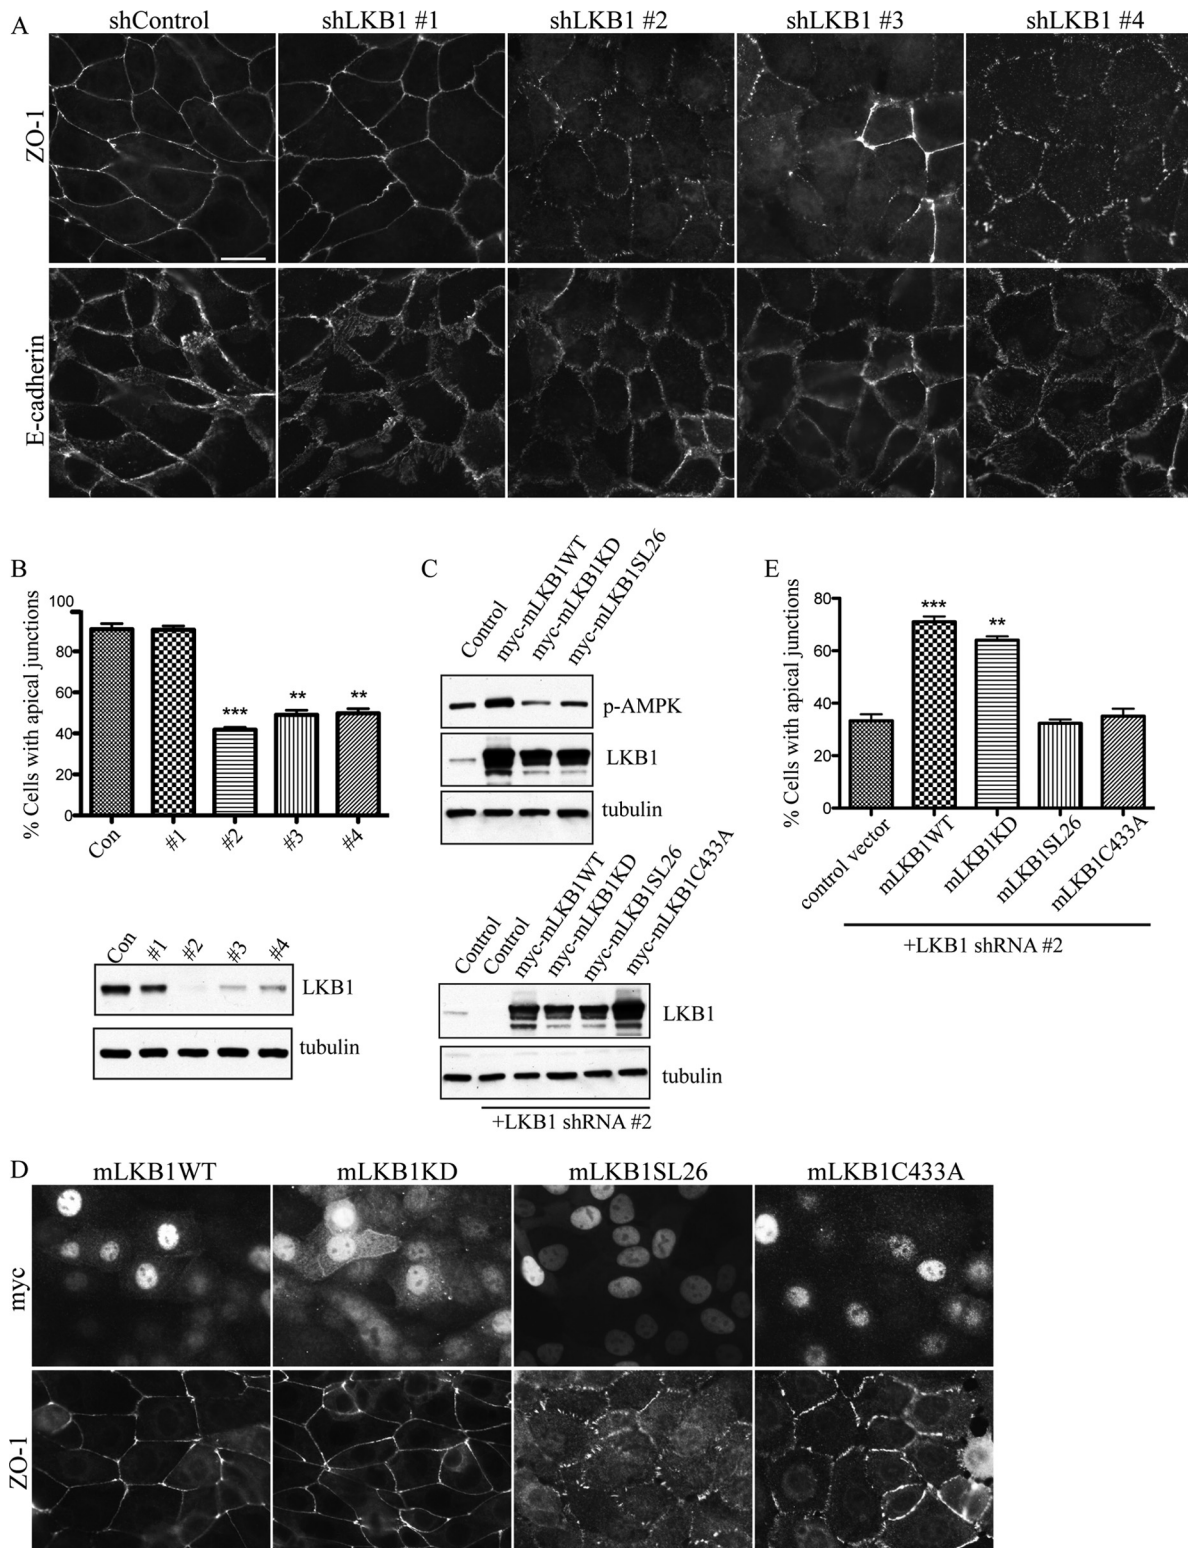 A
shControl shLKB1 #1 shLKB1 #2 shLKB1 #3 shLKB1 #4
ZO-1
E-cadherin
B
% Cells with apical junctions
100
80
60
40
20
0
*** ** **
Con #1 #2 #3 #4
Con #1 #2 #3 #4
LKB1
tubulin
C
Control myc-mLKB1WT myc-mLKB1KD myc-mLKB1SL26
p-AMPK
LKB1
tubulin
Control Control myc-mLKB1WT myc-mLKB1KD myc-mLKB1SL26 myc-mLKB1C433A
LKB1
tubulin
+LKB1 shRNA #2
E
% Cells with apical junctions
80
60
40
20
0
*** **
control vector mLKB1WT mLKB1KD mLKB1SL26 mLKB1C433A
+LKB1 shRNA #2
D
mLKB1WT mLKB1KD mLKB1SL26 mLKB1C433A
myc
ZO-1